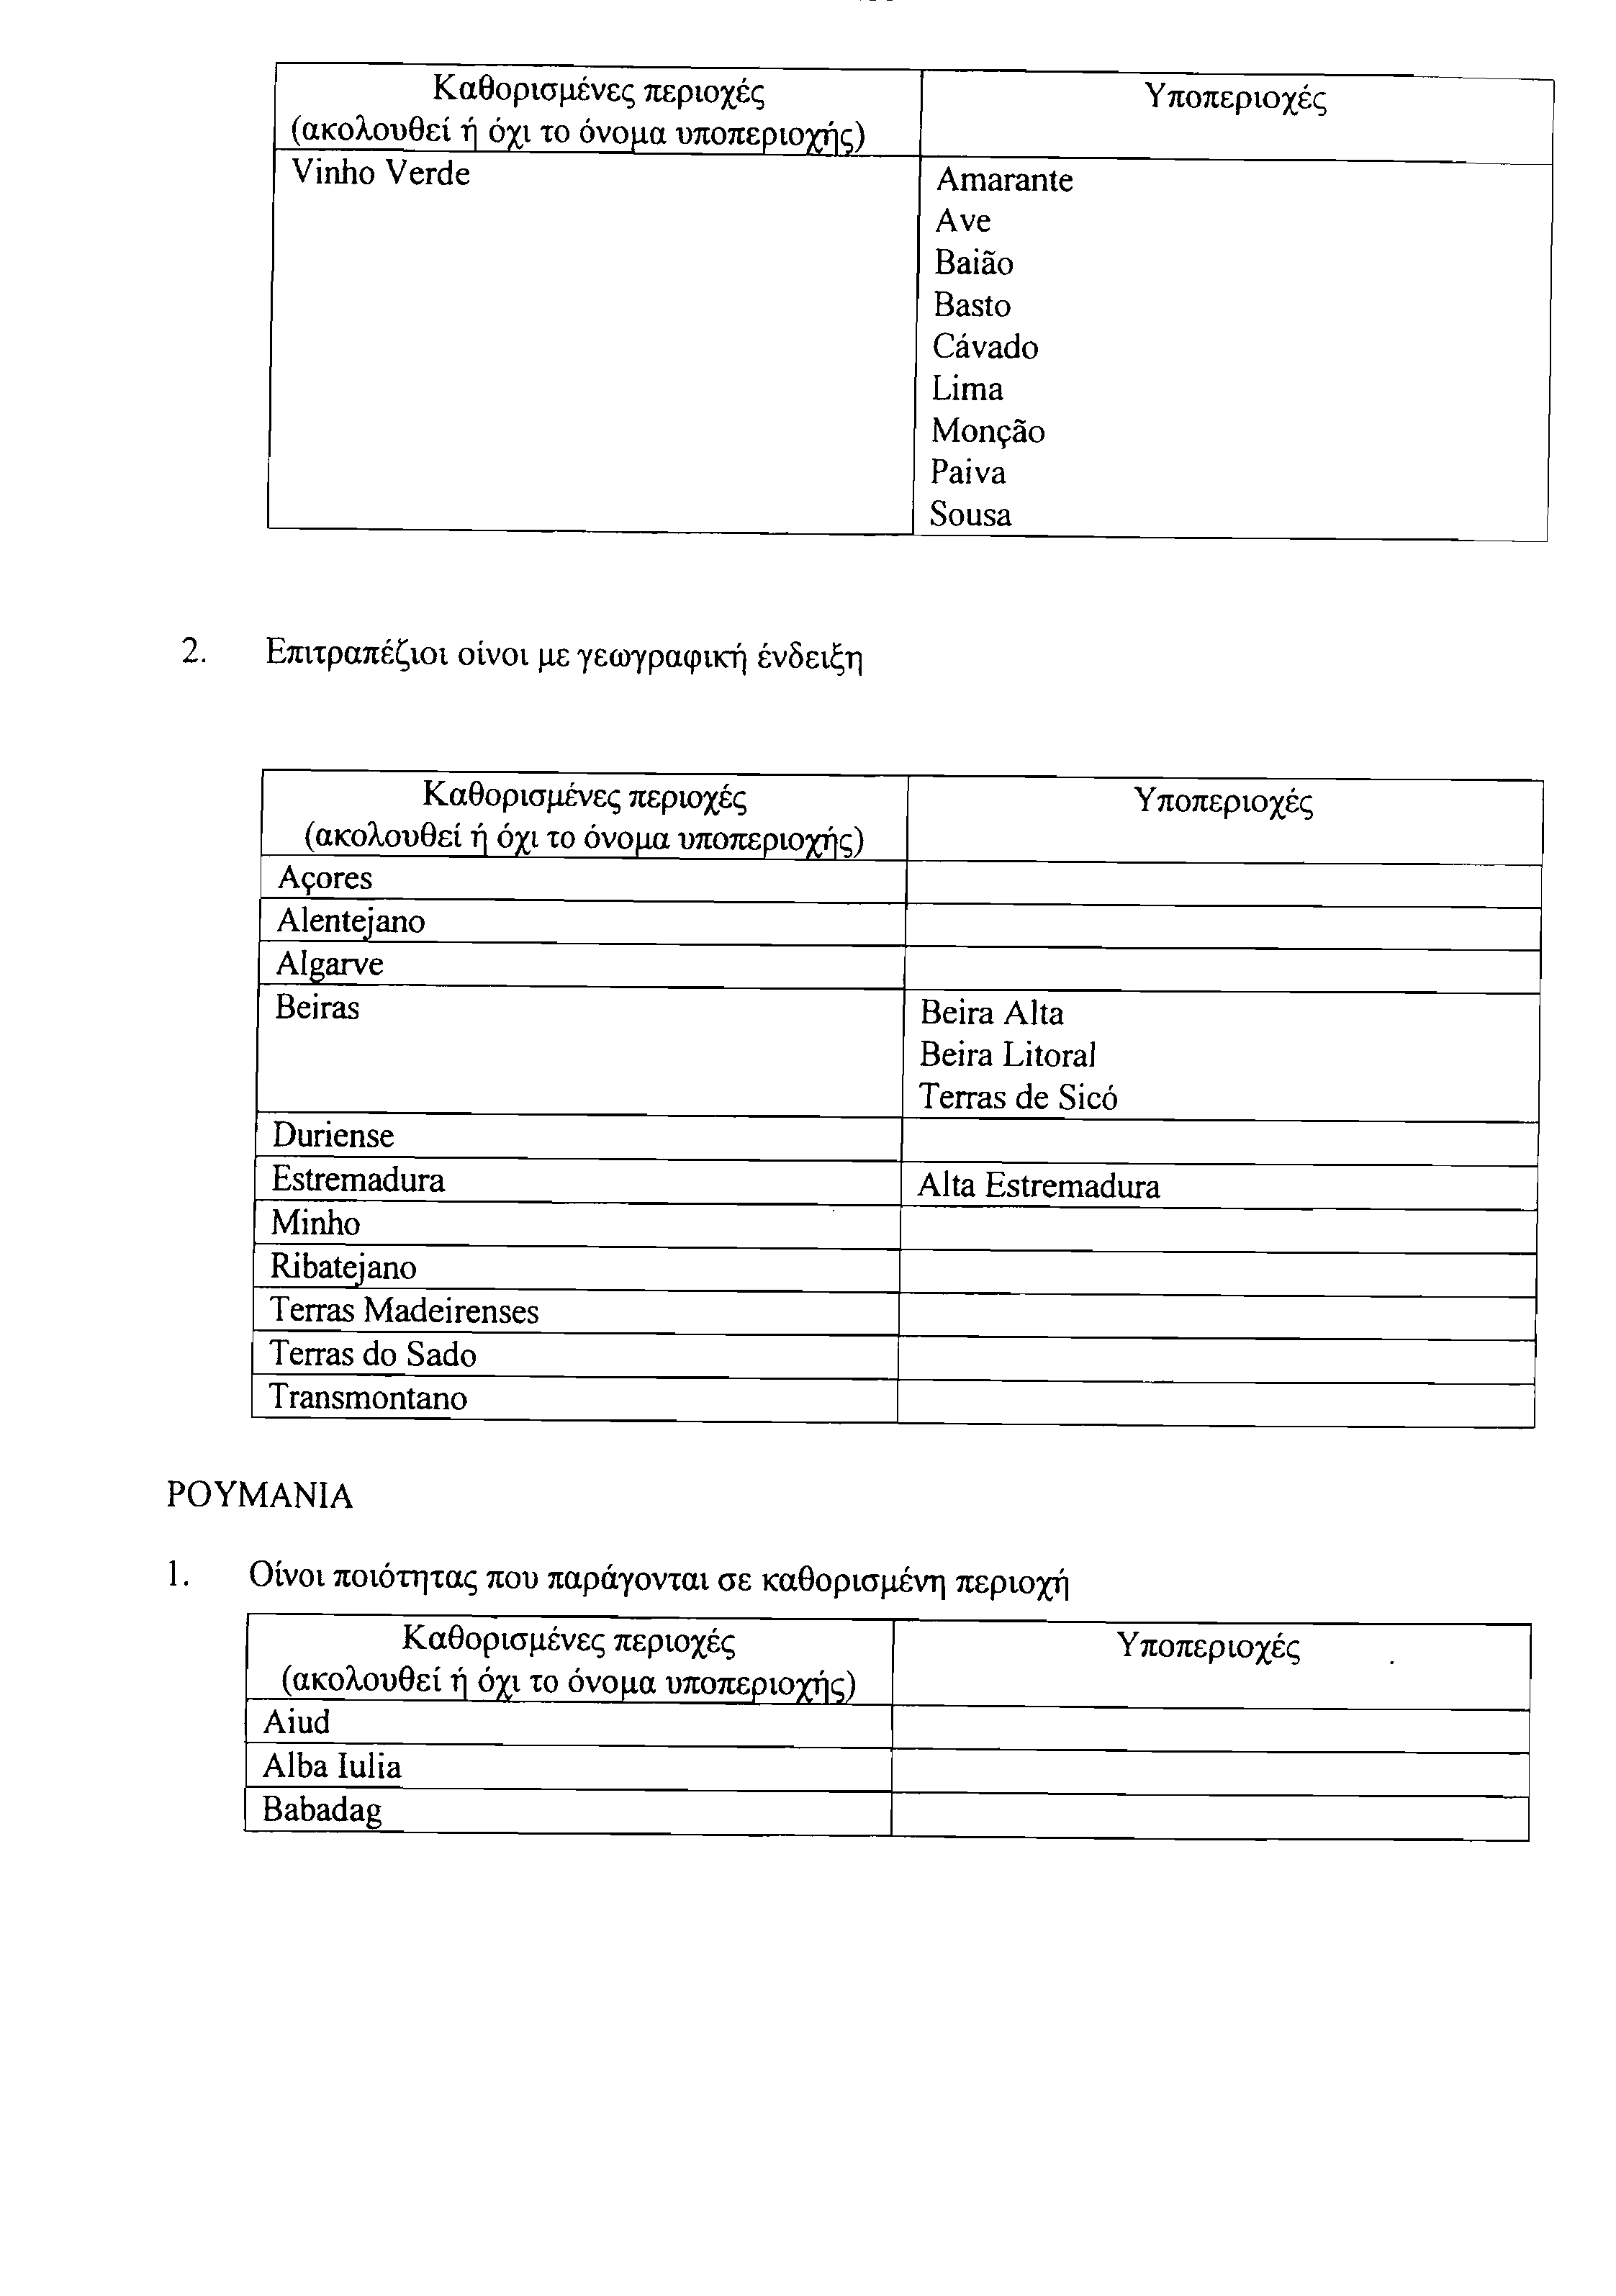 Καθορισμένες περιοχές
(ακολουθεί ή όχι το όνομα υποπεριοχής)
Υποπεριοχές
Vinho Verde
Amarante
Ave
Baião
Basto
Cávado
Lima
Monção
Paiva
Sousa
2. Επιτραπέζιοι οίνοι με γεωγραφική ένδειξη
Καθορισμένες περιοχές
(ακολουθεί ή όχι το όνομα υποπεριοχής)
Υποπεριοχές
Açores
Alentejano
Algarve
Beiras
Beira Alta
Beira Litoral
Terras de Sicó
Duriense
Estremadura
Alta Estremadura
Minho
Ribatejano
Terras Madeirenses
Terras do Sado
Transmontano
ΡΟΥΜΑΝΙΑ
1. Οίνοι ποιότητας που παράγονται σε καθορισμένη περιοχή
Καθορισμένες περιοχές
(ακολουθεί ή όχι το όνομα υποπεριοχής)
Υποπεριοχές
Aiud
Alba Iulia
Babadag